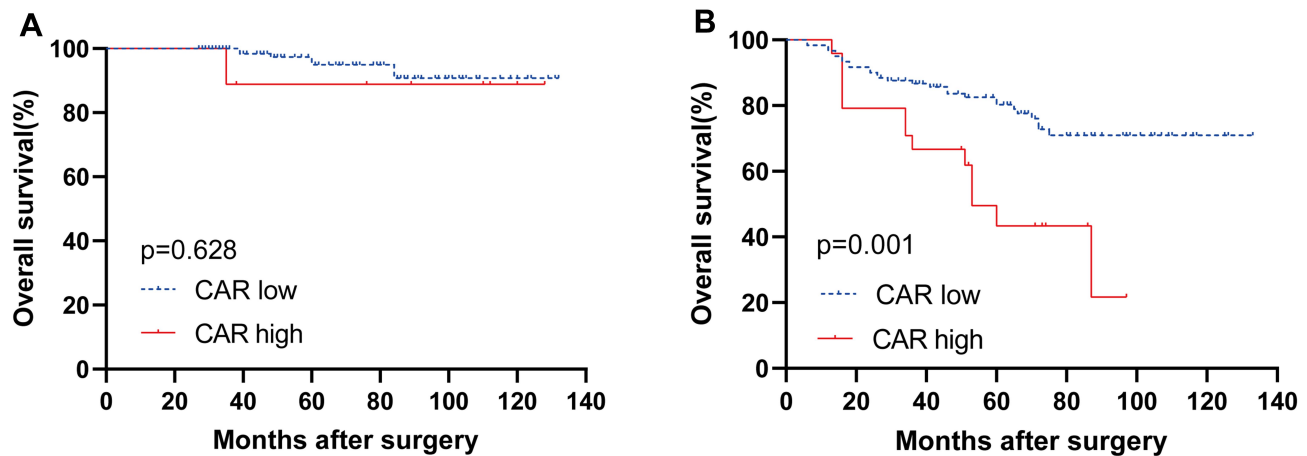 A
Overall survival(%)
100
80
60
40
20
0
p=0.628
CAR low
CAR high
0 20 40 60 80 100 120 140
Months after surgery
B
Overall survival(%)
100
80
60
40
20
0
p=0.001
CAR low
CAR high
0 20 40 60 80 100 120 140
Months after surgery